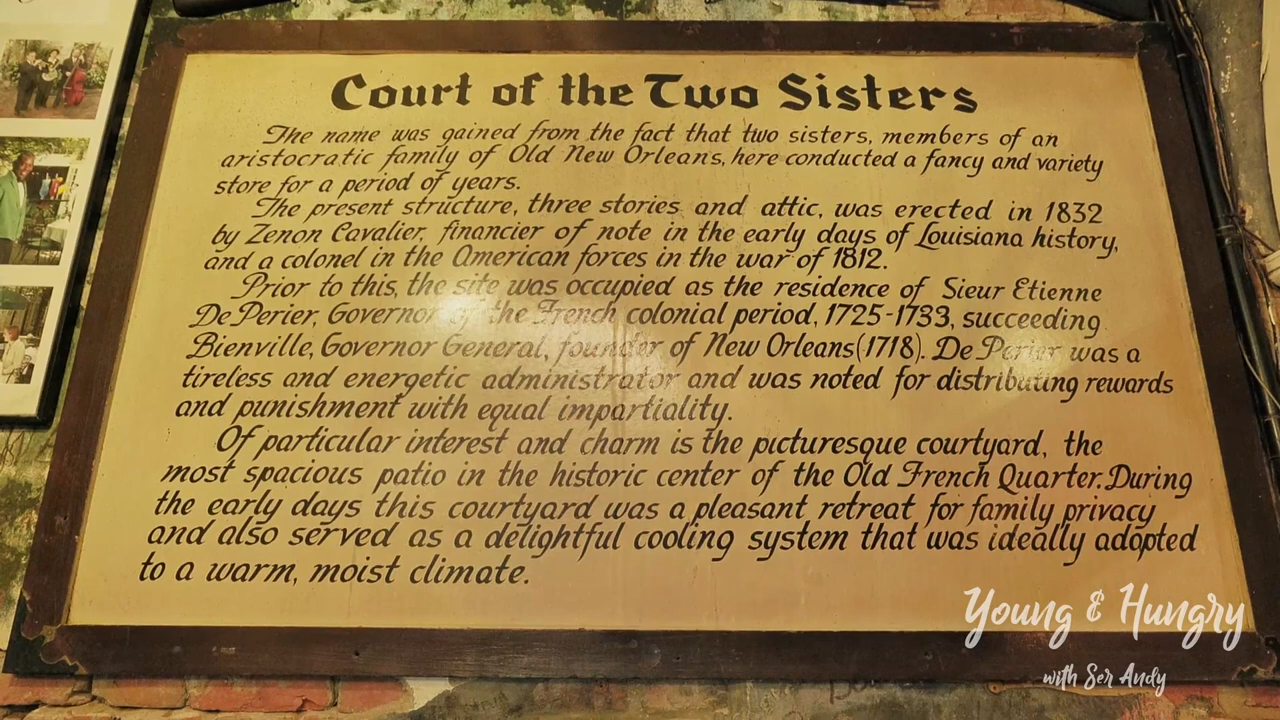 Court of the Two Sisters
The name was gained from the fact that two sisters, members of an
aristocratic family of Old New Orleans, here conducted a fancy and variety
store for a period of years.
The present structure, three stories and attic, was erected in 1832
by Zenon Cavalier, financier of note in the early days of Louisiana history,
and a colonel in the American forces in the war of 1812.
Prior to this, the site was occupied as the residence of Sieur Etienne
De Perier, Governor of the French colonial period, 1725-1733, succeeding
Bienville, Governor General, founder of New Orleans (1718). De Perier was a
tireless and energetic administrator and was noted for distributing rewards
and punishment with equal impartiality.
Of particular interest and charm is the picturesque courtyard, the
most spacious patio in the historic center of the Old French Quarter. During
the early days this courtyard was a pleasant retreat for family privacy
and also served as a delightful cooling system that was ideally adapted
to a warm, moist climate.
Young & Hungry
with Ser Andy